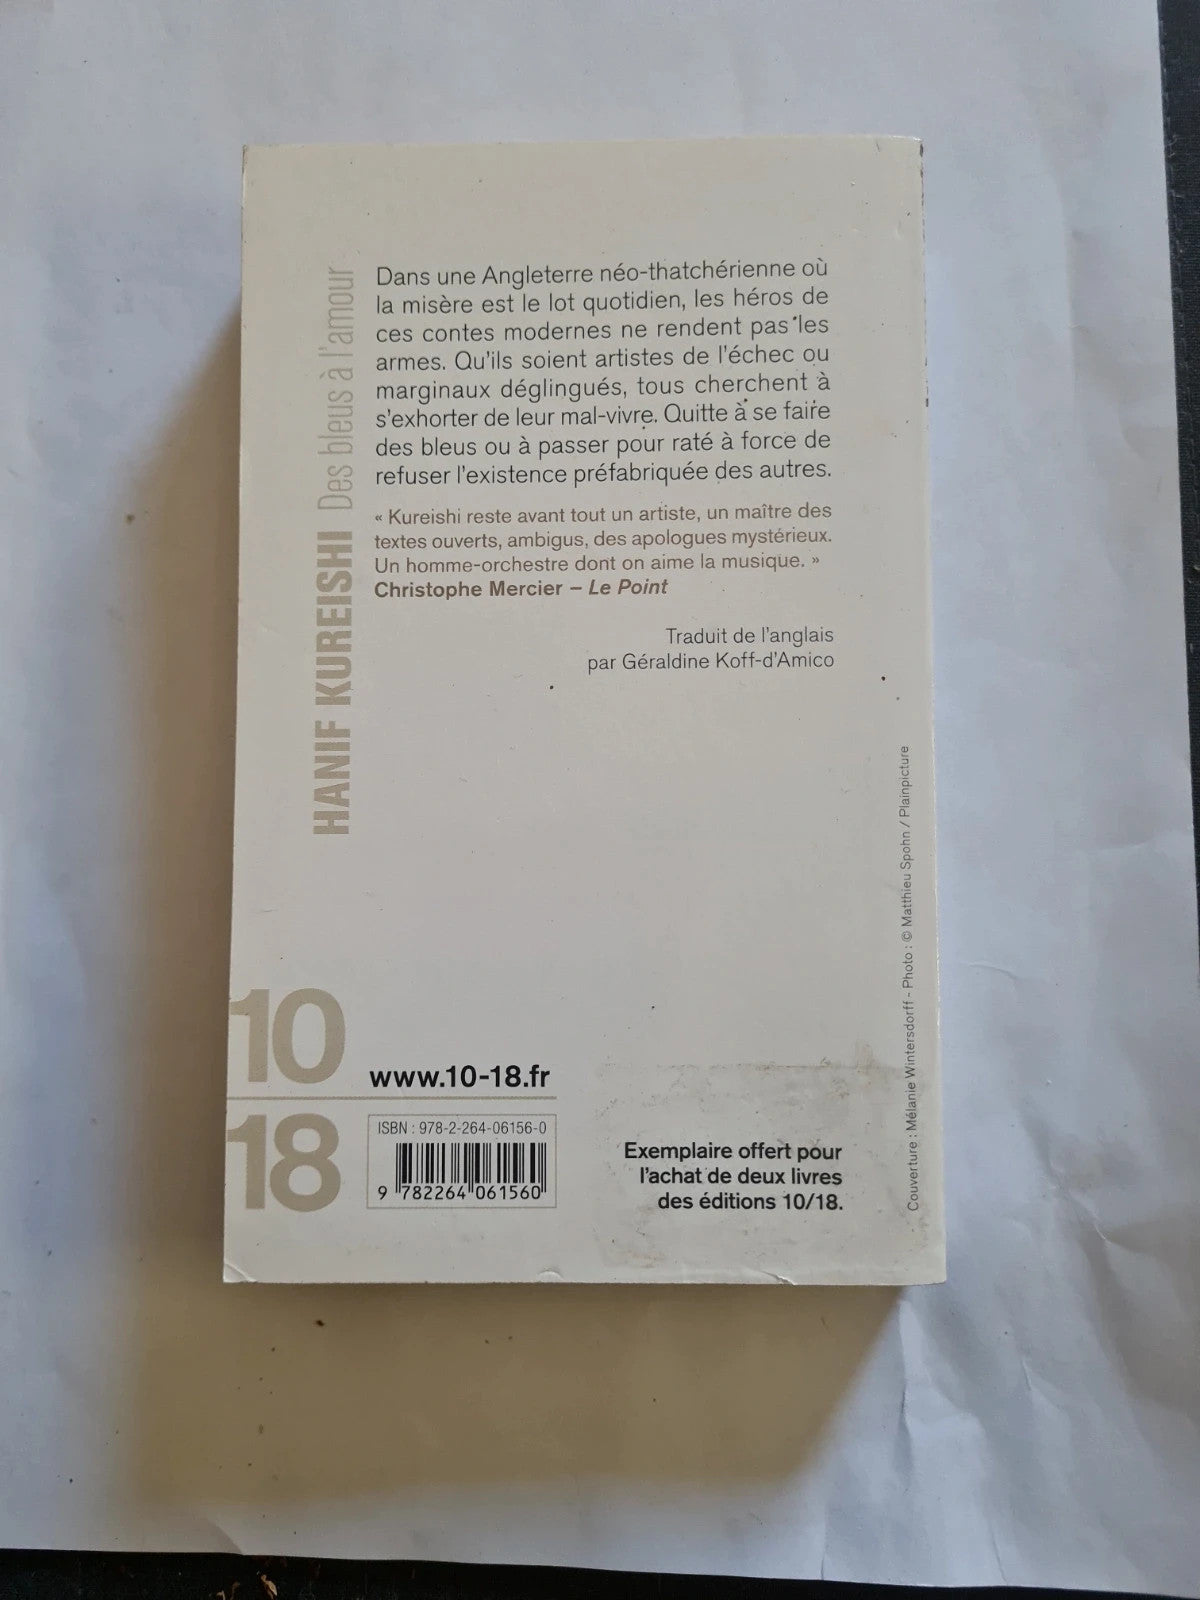 HANIF KUREISHI Des bleus à l'amour
Dans une Angleterre néo-thatchérienne où
la misère est le lot quotidien, les héros de
ces contes modernes ne rendent pas les
armes. Qu'ils soient artistes de l'échec ou
marginaux déglingués, tous cherchent à
s'exhorter de leur mal-vivre. Quitte à se faire
des bleus ou à passer pour raté à force de
refuser l'existence préfabriquée des autres.
« Kureishi reste avant tout un artiste, un maître des
textes ouverts, ambigus, des apologues mystérieux.
Un homme-orchestre dont on aime la musique. »
Christophe Mercier – Le Point
Traduit de l'anglais
par Géraldine Koff-d'Amico
Couverture : Mélanie Wintersdorff - Photo : © Matthieu Spohn / Plainpicture
10
18
www.10-18.fr
ISBN : 978-2-264-06156-0
9 782264 061560
Exemplaire offert pour
l'achat de deux livres
des éditions 10/18.